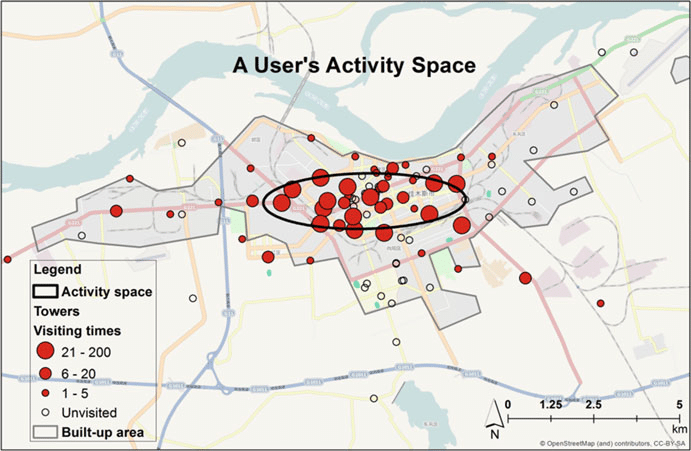 A User's Activity Space
Legend
Activity space
Towers
Visiting times
21 - 200
6 - 20
1 - 5
Unvisited
Built-up area
N
0 1.25 2.5 5
km
© OpenStreetMap (and) contributors, CC-BY-SA